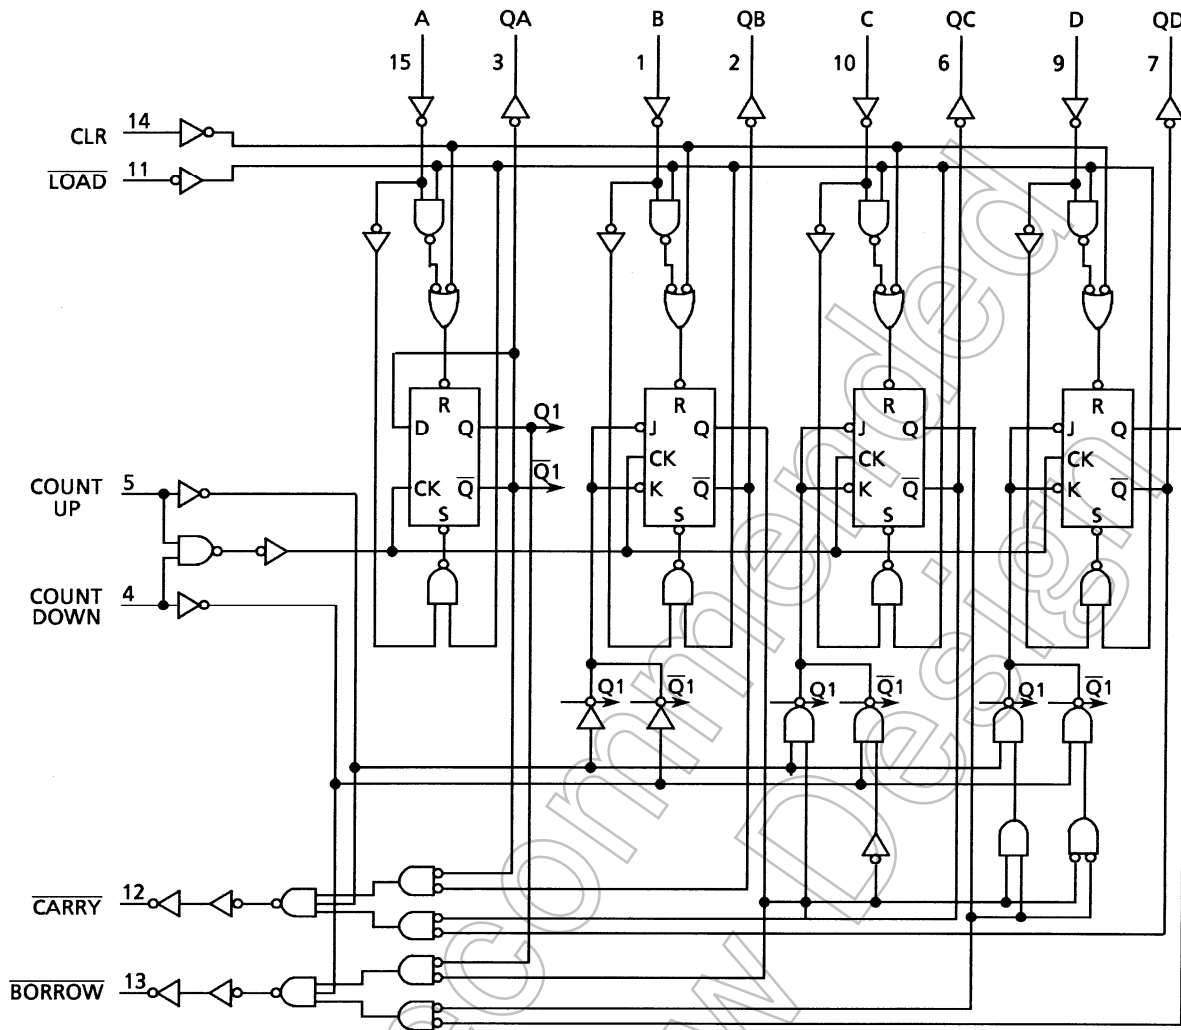 A QA B QB C QC D QD
15 3 1 2 10 6 9 7
CLR 14
LOAD 11
R R R R
D Q Q1 J Q J Q J Q
CK CK CK
CK Q Q1 K Q K Q K Q
S S S S
COUNT UP 5
COUNT DOWN 4
Q1 Q1 Q1 Q1 Q1 Q1
CARRY 12
BORROW 13
ecommended
w Design